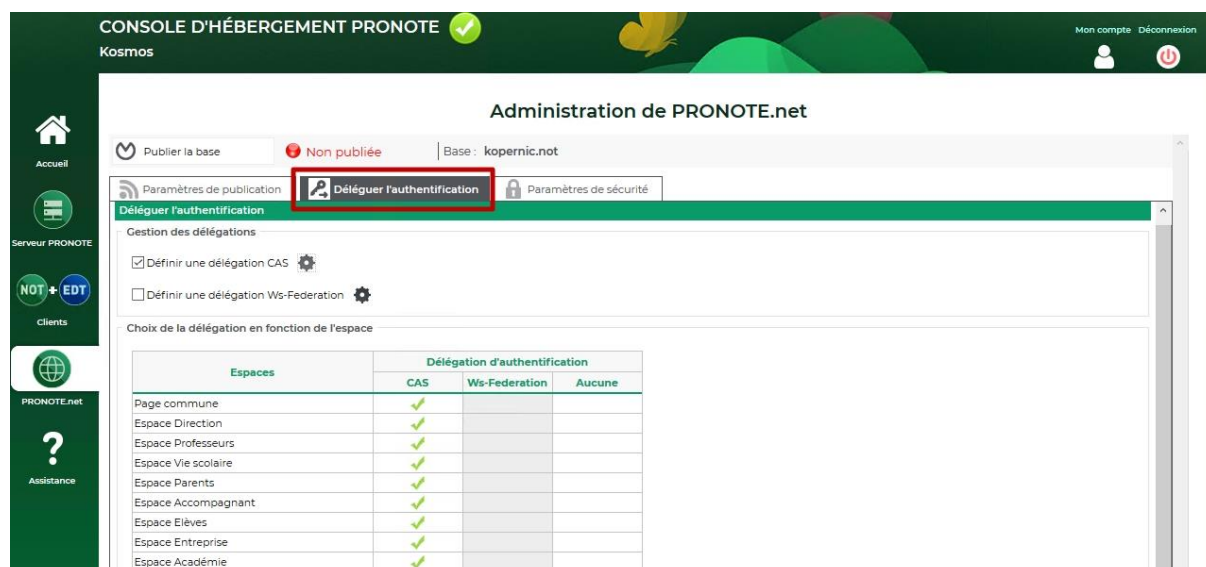 CONSOLE D'HÉBERGEMENT PRONOTE
Kosmos
Mon compte Déconnexion
Administration de PRONOTE.net
Accueil
Publier la base Non publiée Base : kopernic.not
Paramètres de publication Déléguer l'authentification Paramètres de sécurité
Déléguer l'authentification
Gestion des délégations
Serveur PRONOTE
Définir une délégation CAS
NOT + EDT
Définir une délégation Ws-Federation
Clients
Choix de la délégation en fonction de l'espace
Espaces Délégation d'authentification
CAS Ws-Federation Aucune
PRONOTE.net
Page commune
Espace Direction
Espace Professeurs
Espace Vie scolaire
?
Assistance
Espace Parents
Espace Accompagnant
Espace Elèves
Espace Entreprise
Espace Académie